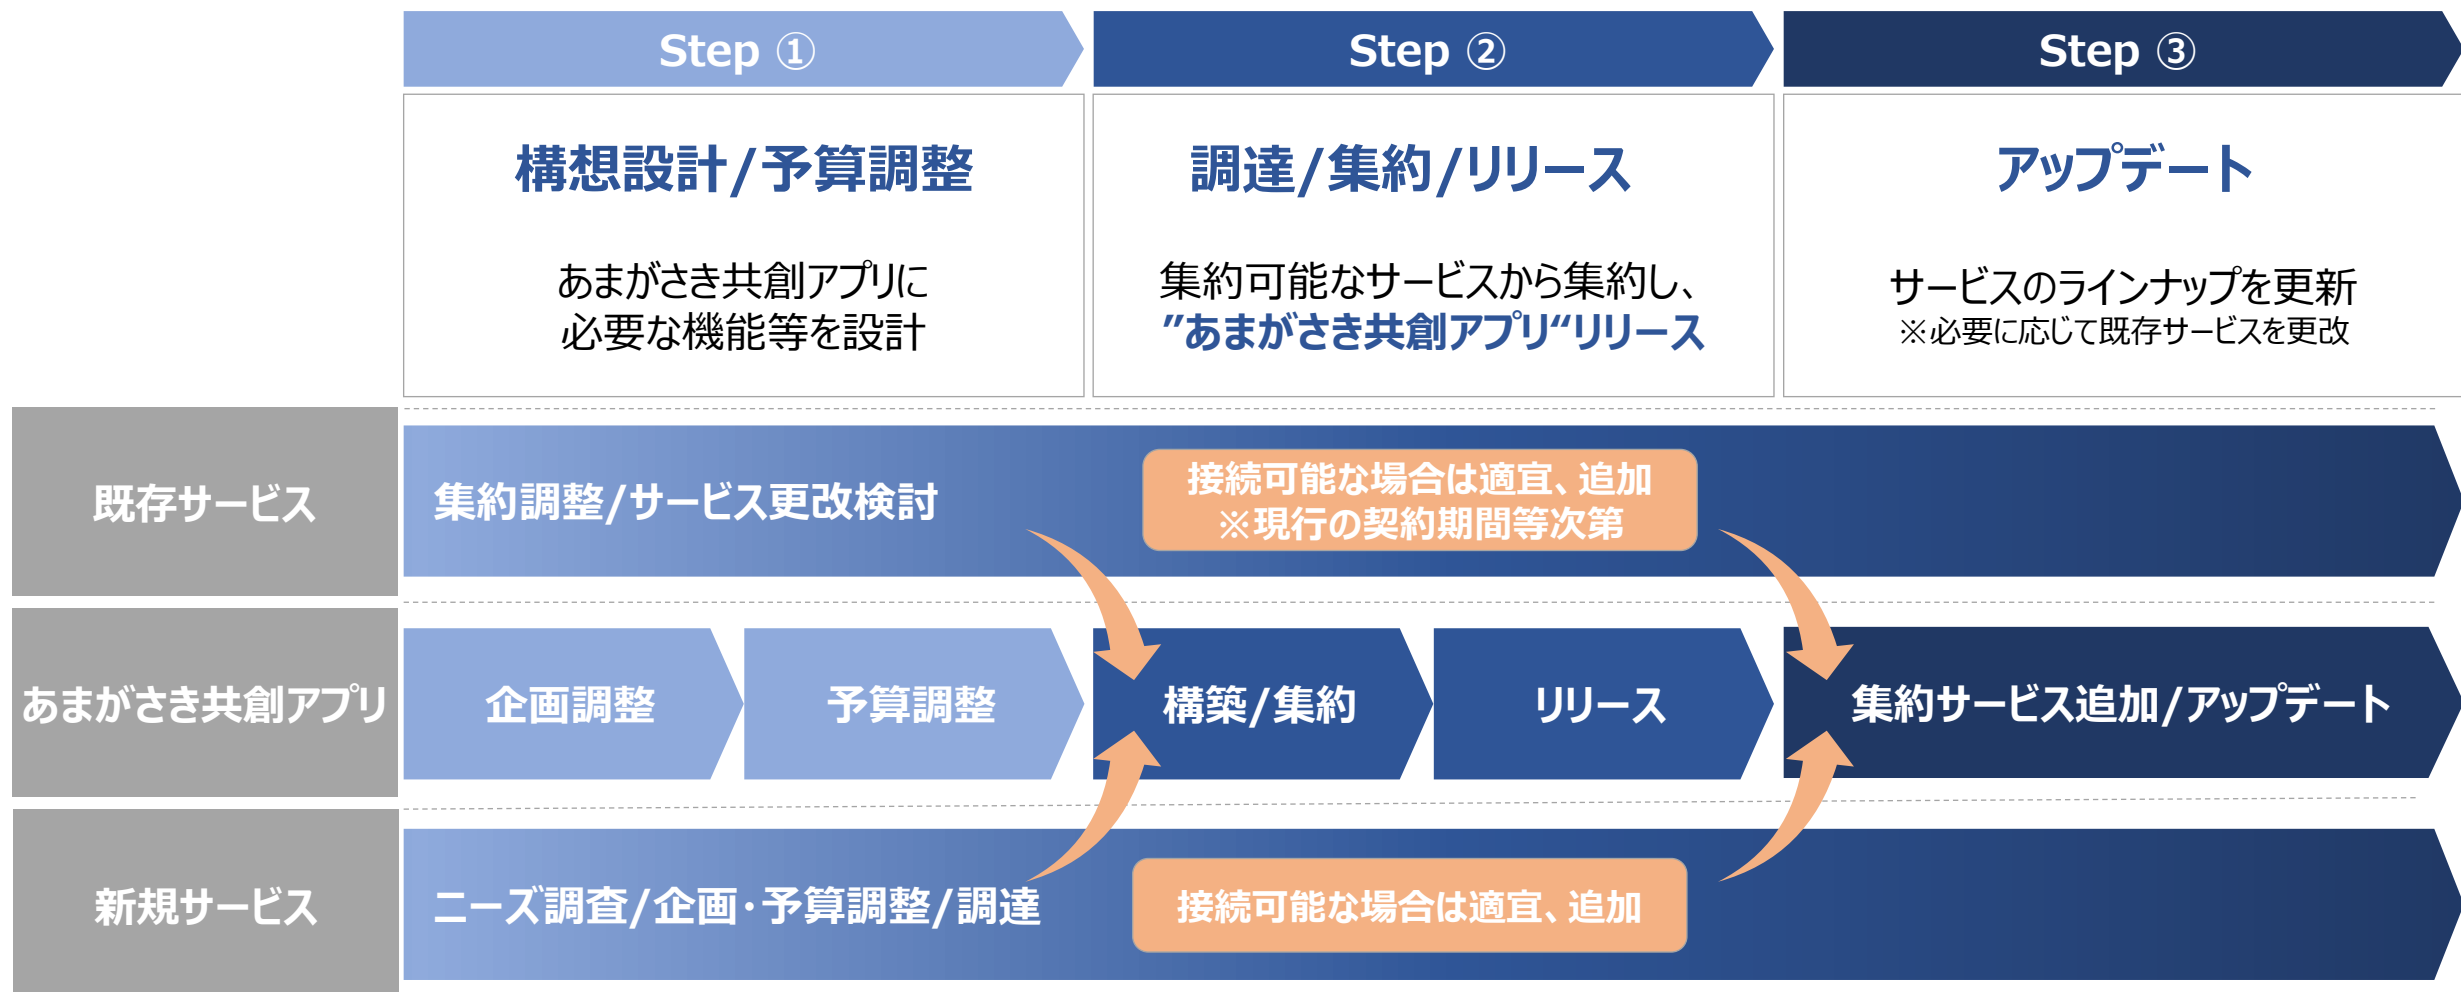 Step ①
Step ②
Step ③
構想設計/予算調整
あまがさき共創アプリに
必要な機能等を設計
調達/集約/リリース
集約可能なサービスから集約し、
”あまがさき共創アプリ“リリース
アップデート
サービスのラインナップを更新
※必要に応じて既存サービスを更改
既存サービス
集約調整/サービス更改検討
接続可能な場合は適宜、追加
※現行の契約期間等次第
あまがさき共創アプリ
企画調整
予算調整
構築/集約
リリース
集約サービス追加/アップデート
新規サービス
ニーズ調査/企画・予算調整/調達
接続可能な場合は適宜、追加